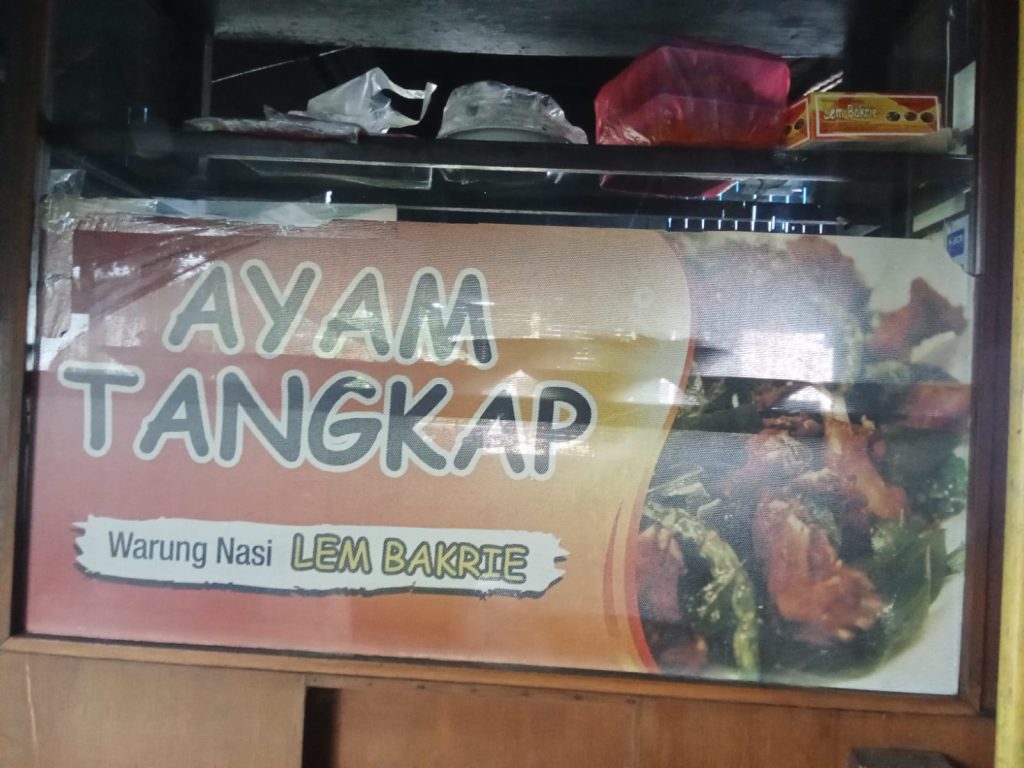 Lem Bakrie
AYAM
TANGKAP
Warung Nasi LEM BAKRIE